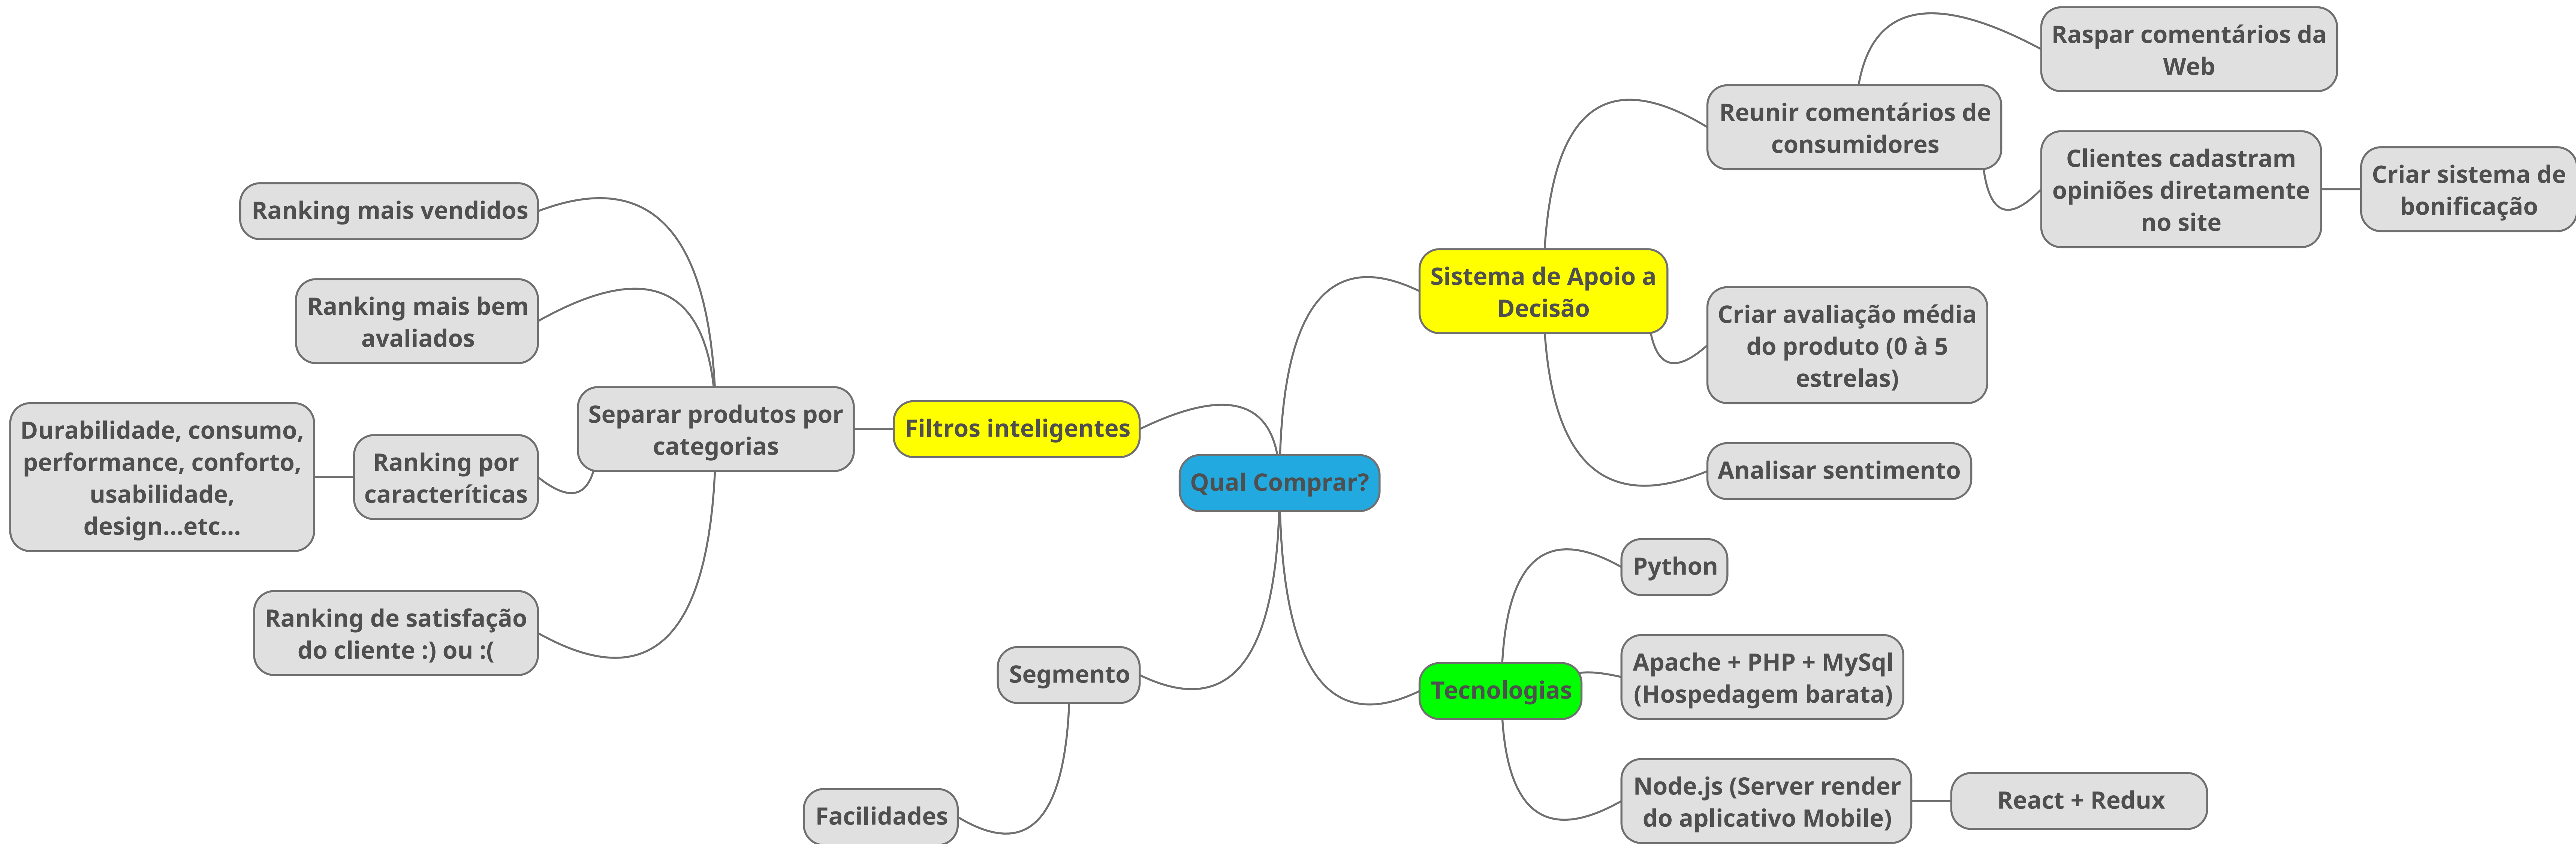 Raspar comentários da
Web
Reunir comentários de
consumidores
Clientes cadastram
opiniões diretamente
no site
Criar sistema de
bonificação
Sistema de Apoio a
Decisão
Criar avaliação média
do produto (0 à 5
estrelas)
Analisar sentimento
Ranking mais vendidos
Ranking mais bem
avaliados
Separar produtos por
categorias
Filtros inteligentes
Durabilidade, consumo,
performance, conforto,
usabilidade,
design...etc...
Ranking por
caracteríticas
Ranking de satisfação
do cliente :) ou :(
Qual Comprar?
Segmento
Facilidades
Tecnologias
Python
Apache + PHP + MySql
(Hospedagem barata)
Node.js (Server render
do aplicativo Mobile)
React + Redux